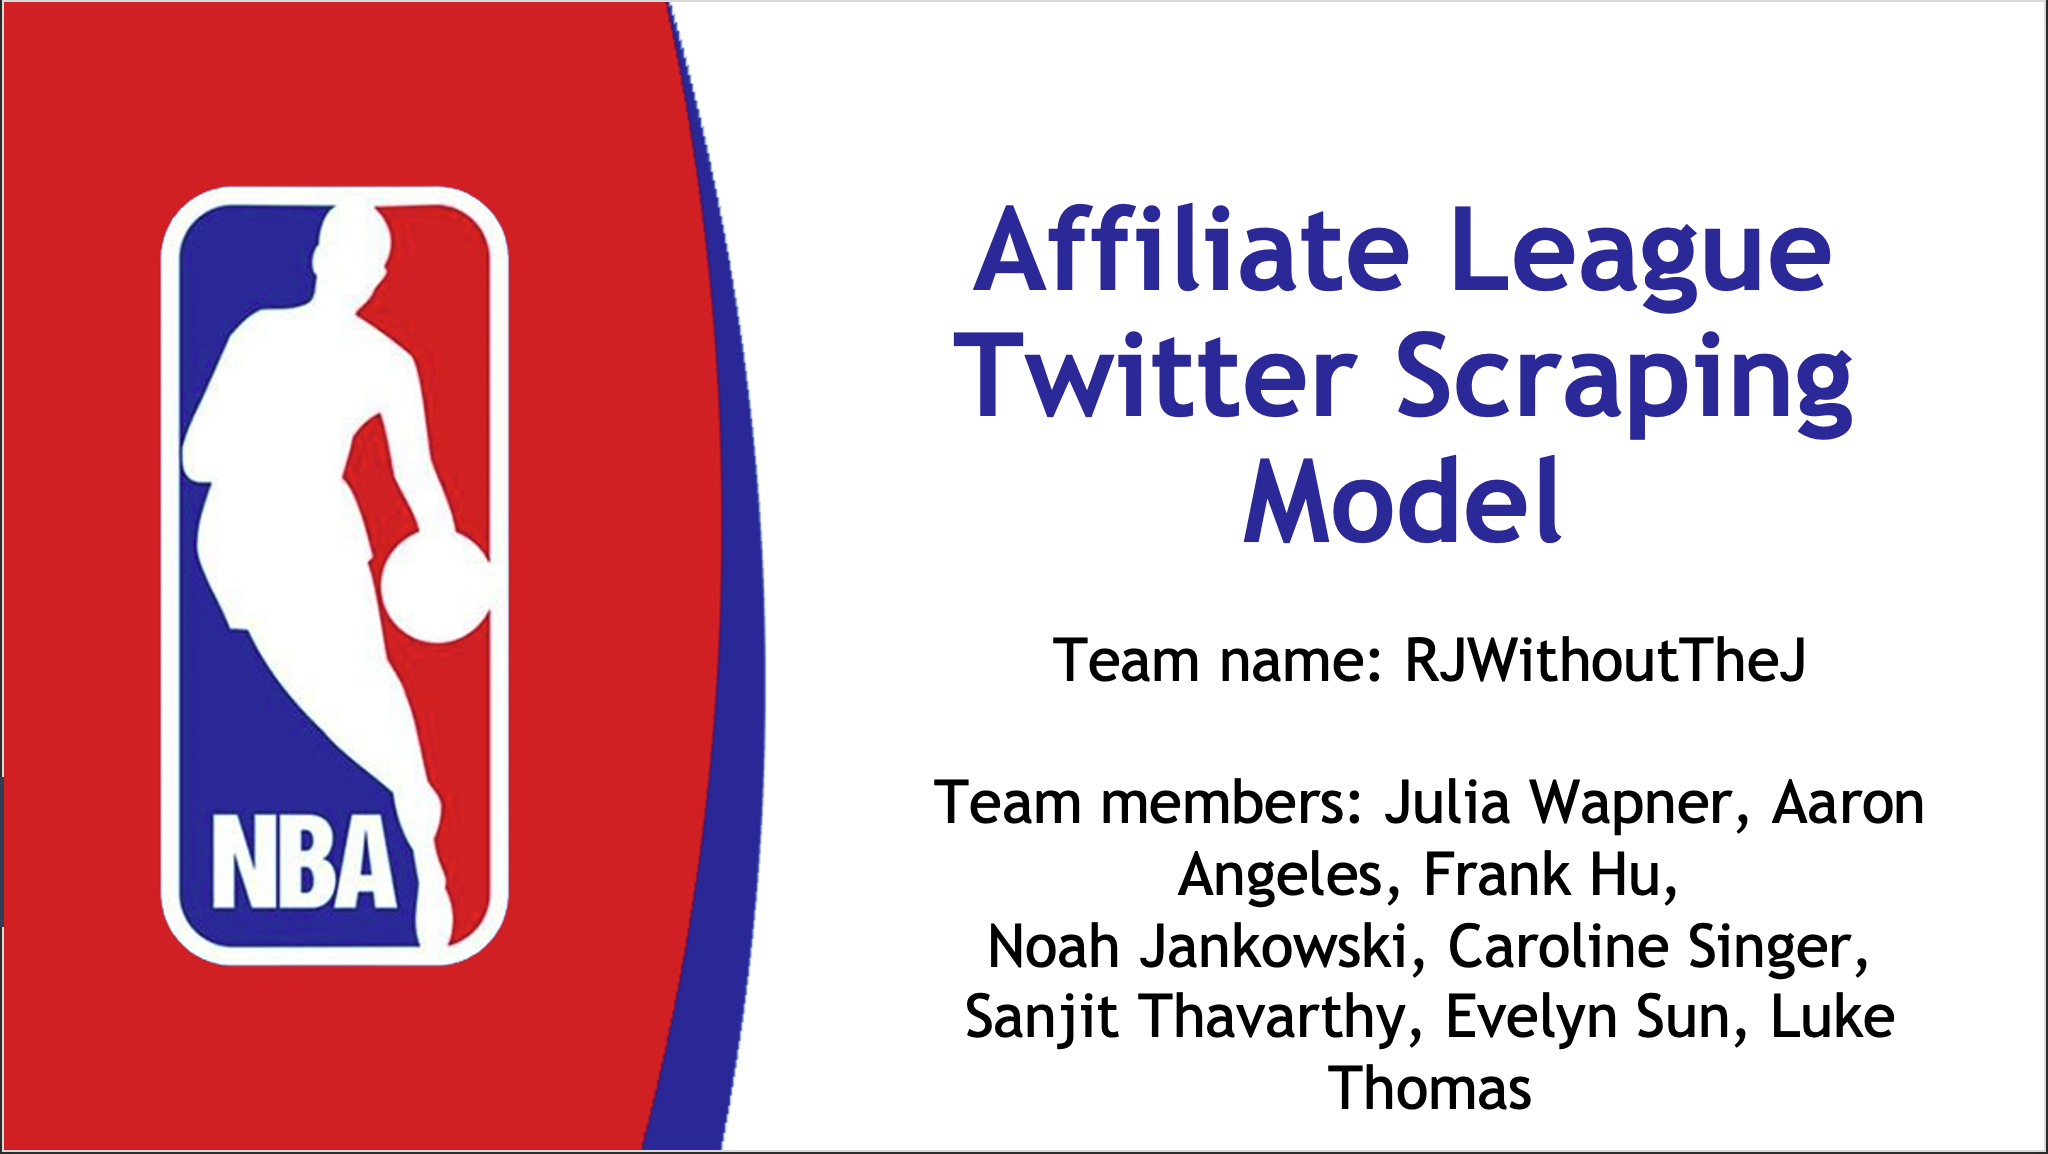 NBA
Affiliate League
Twitter Scraping
Model
Team name: RJWithoutTheJ
Team members: Julia Wapner, Aaron
Angeles, Frank Hu,
Noah Jankowski, Caroline Singer,
Sanjit Thavarthy, Evelyn Sun, Luke
Thomas